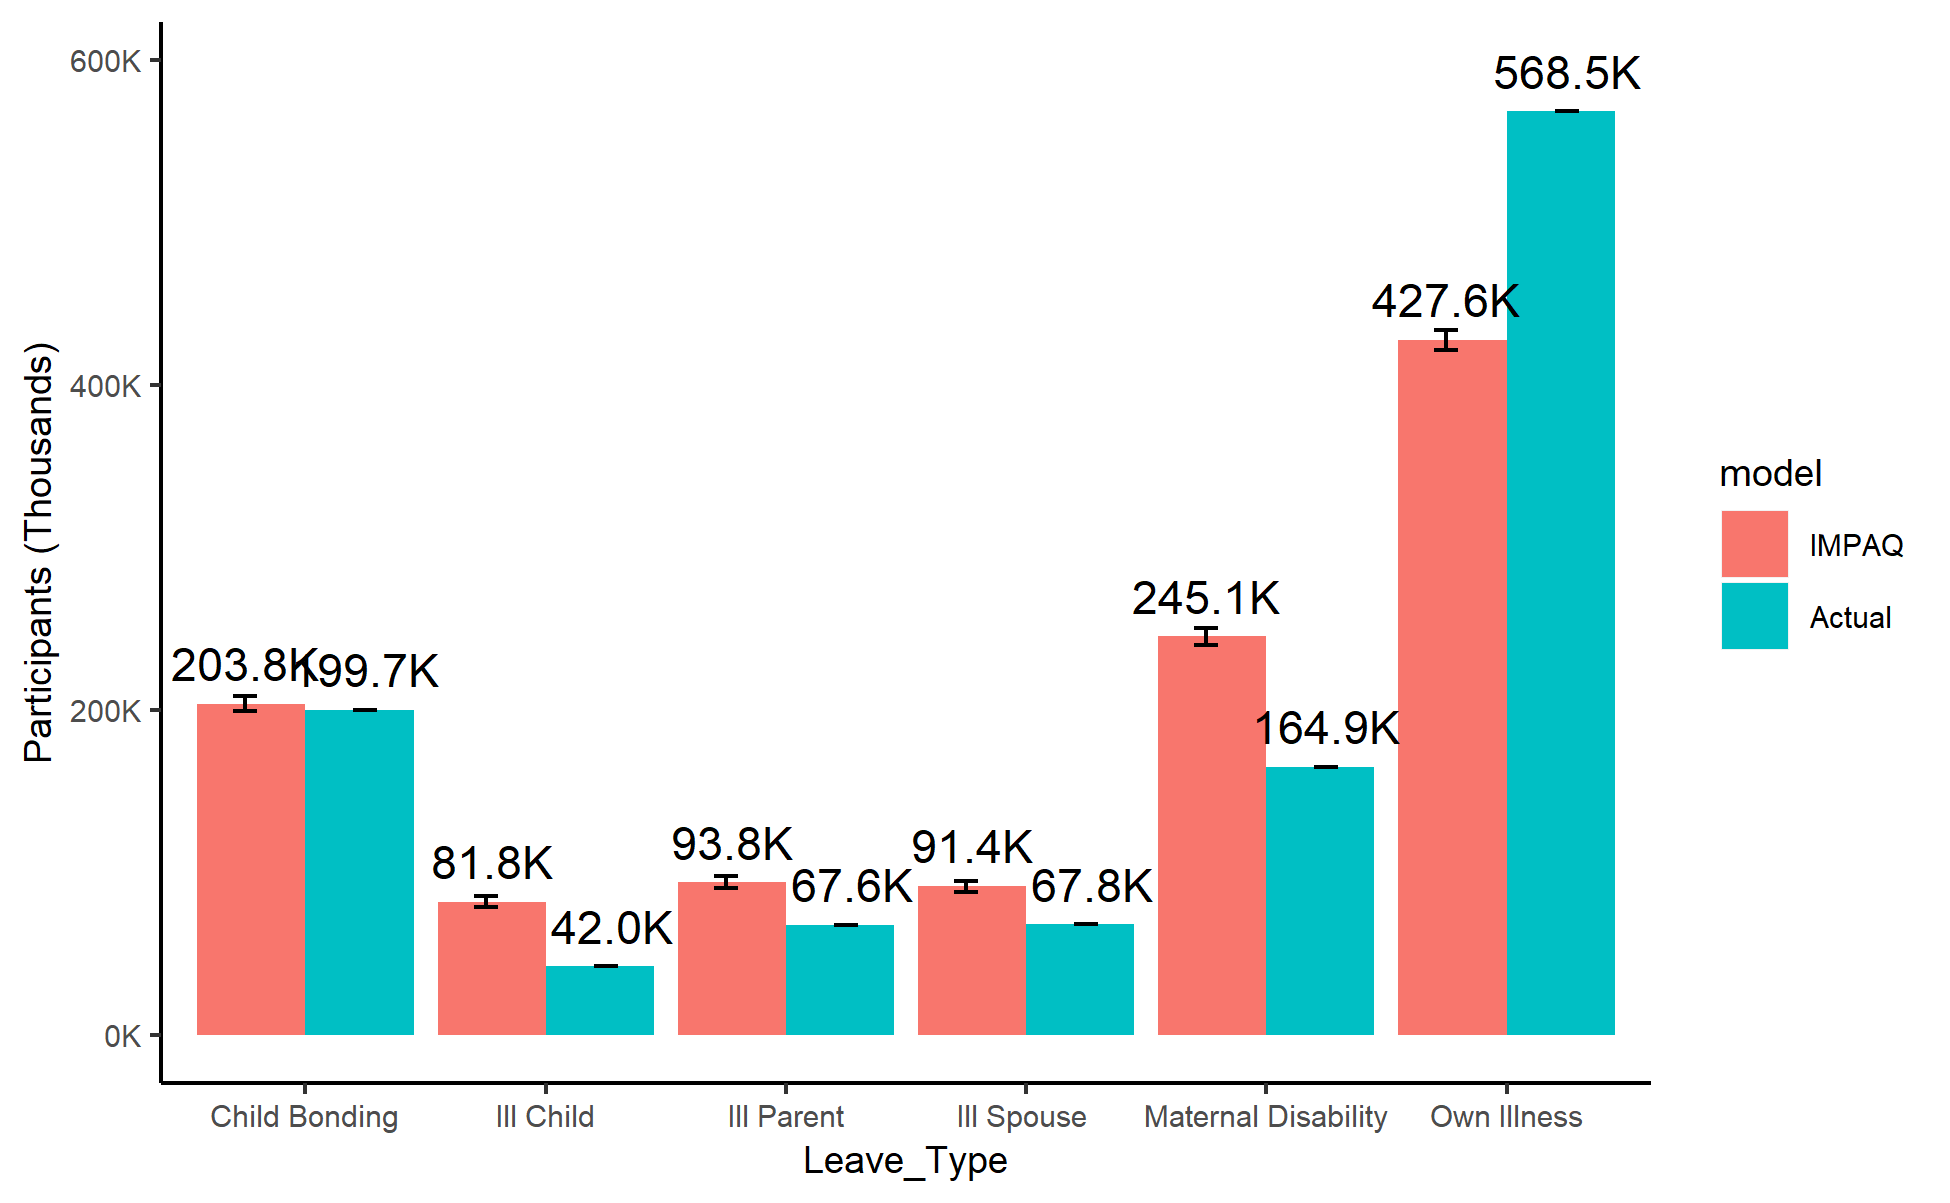 600K
400K
200K
0K
Participants (Thousands)
568.5K
427.6K
245.1K
203.8K
199.7K
164.9K
81.8K
93.8K
91.4K
42.0K
67.6K
67.8K
Child Bonding
Ill Child
Ill Parent
Ill Spouse
Maternal Disability
Own Illness
Leave_Type
model
IMPAQ
Actual